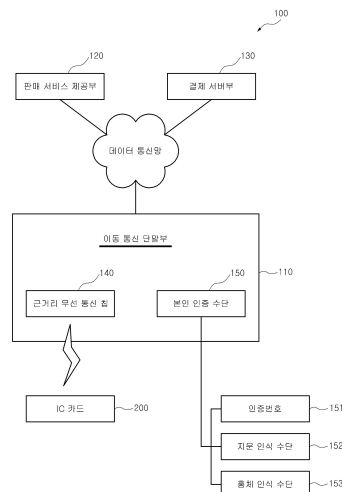 100
120
130
판매 서비스 제공부
결제 서버부
데이터 통신망
이동 통신 단말부
140
150
110
근거리 무선 통신 칩
본인 인증 수단
IC 카드
200
인증번호
151
지문 인식 수단
152
홍체 인식 수단
153